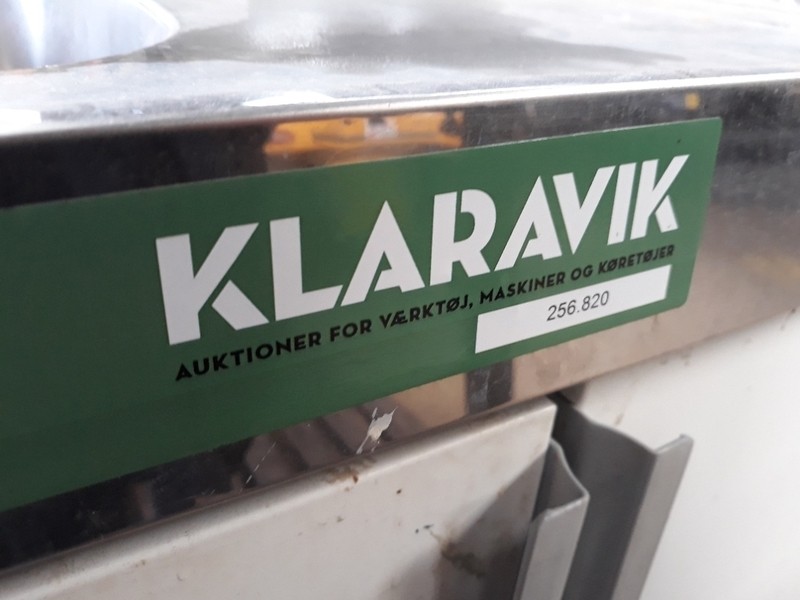 KLARAVIK
AUKTIONER FOR VÆRKTØJ, MASKINER OG KØRETØJER
256.820